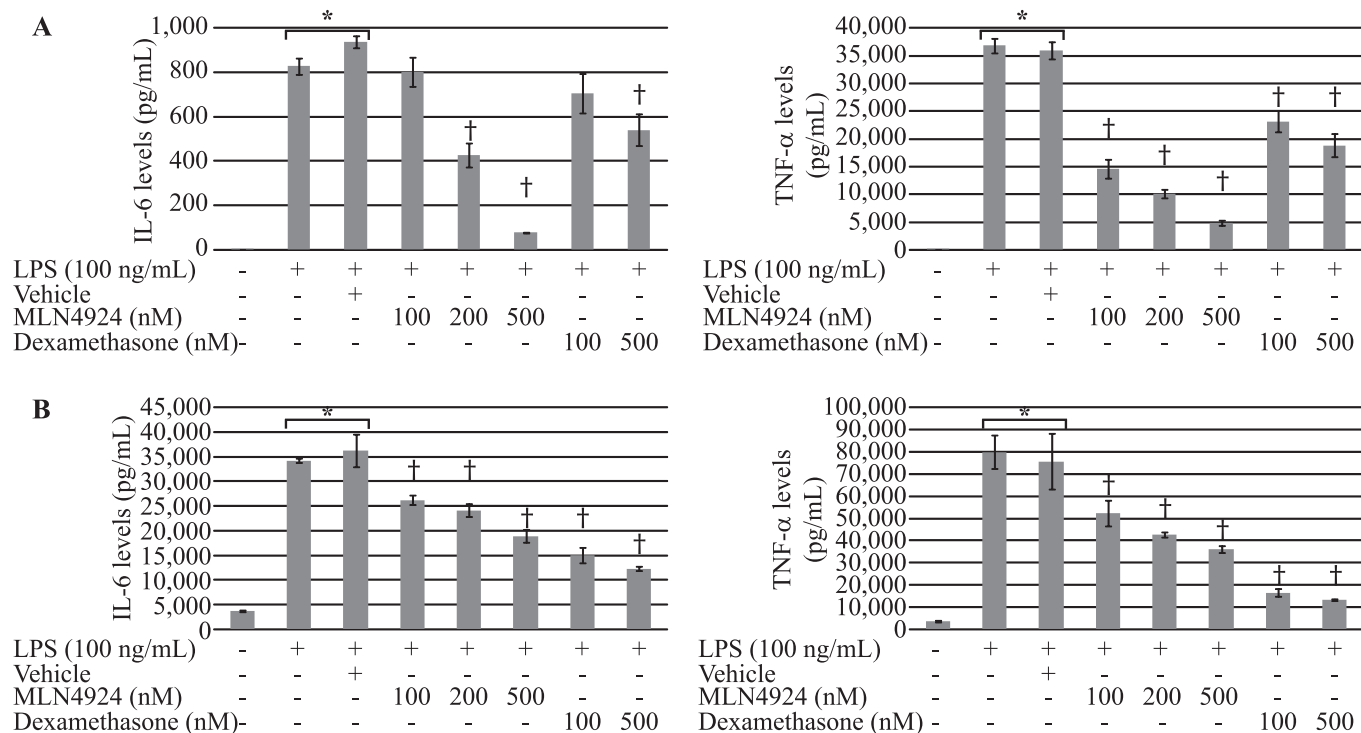 A
IL-6 levels (pg/mL)
1,000
800
600
400
200
0
*
†
†
†
LPS (100 ng/mL) - + + + + + + +
Vehicle - - + - - - - -
MLN4924 (nM) - - - 100 200 500 - -
Dexamethasone (nM) - - - - - - 100 500
TNF-α levels
(pg/mL)
40,000
35,000
30,000
25,000
20,000
15,000
10,000
5,000
0
*
†
†
†
†
†
LPS (100 ng/mL) - + + + + + + +
Vehicle - - + - - - - -
MLN4924 (nM) - - - 100 200 500 - -
Dexamethasone (nM) - - - - - - 100 500
B
IL-6 levels (pg/mL)
45,000
40,000
35,000
30,000
25,000
20,000
15,000
10,000
5,000
0
*
†
†
†
†
†
LPS (100 ng/mL) - + + + + + + +
Vehicle - - + - - - - -
MLN4924 (nM) - - - 100 200 500 - -
Dexamethasone (nM) - - - - - - 100 500
TNF-α levels
(pg/mL)
100,000
90,000
80,000
70,000
60,000
50,000
40,000
30,000
20,000
10,000
0
*
†
†
†
†
†
LPS (100 ng/mL) - + + + + + + +
Vehicle - - + - - - - -
MLN4924 (nM) - - - 100 200 500 - -
Dexamethasone (nM) - - - - - - 100 500